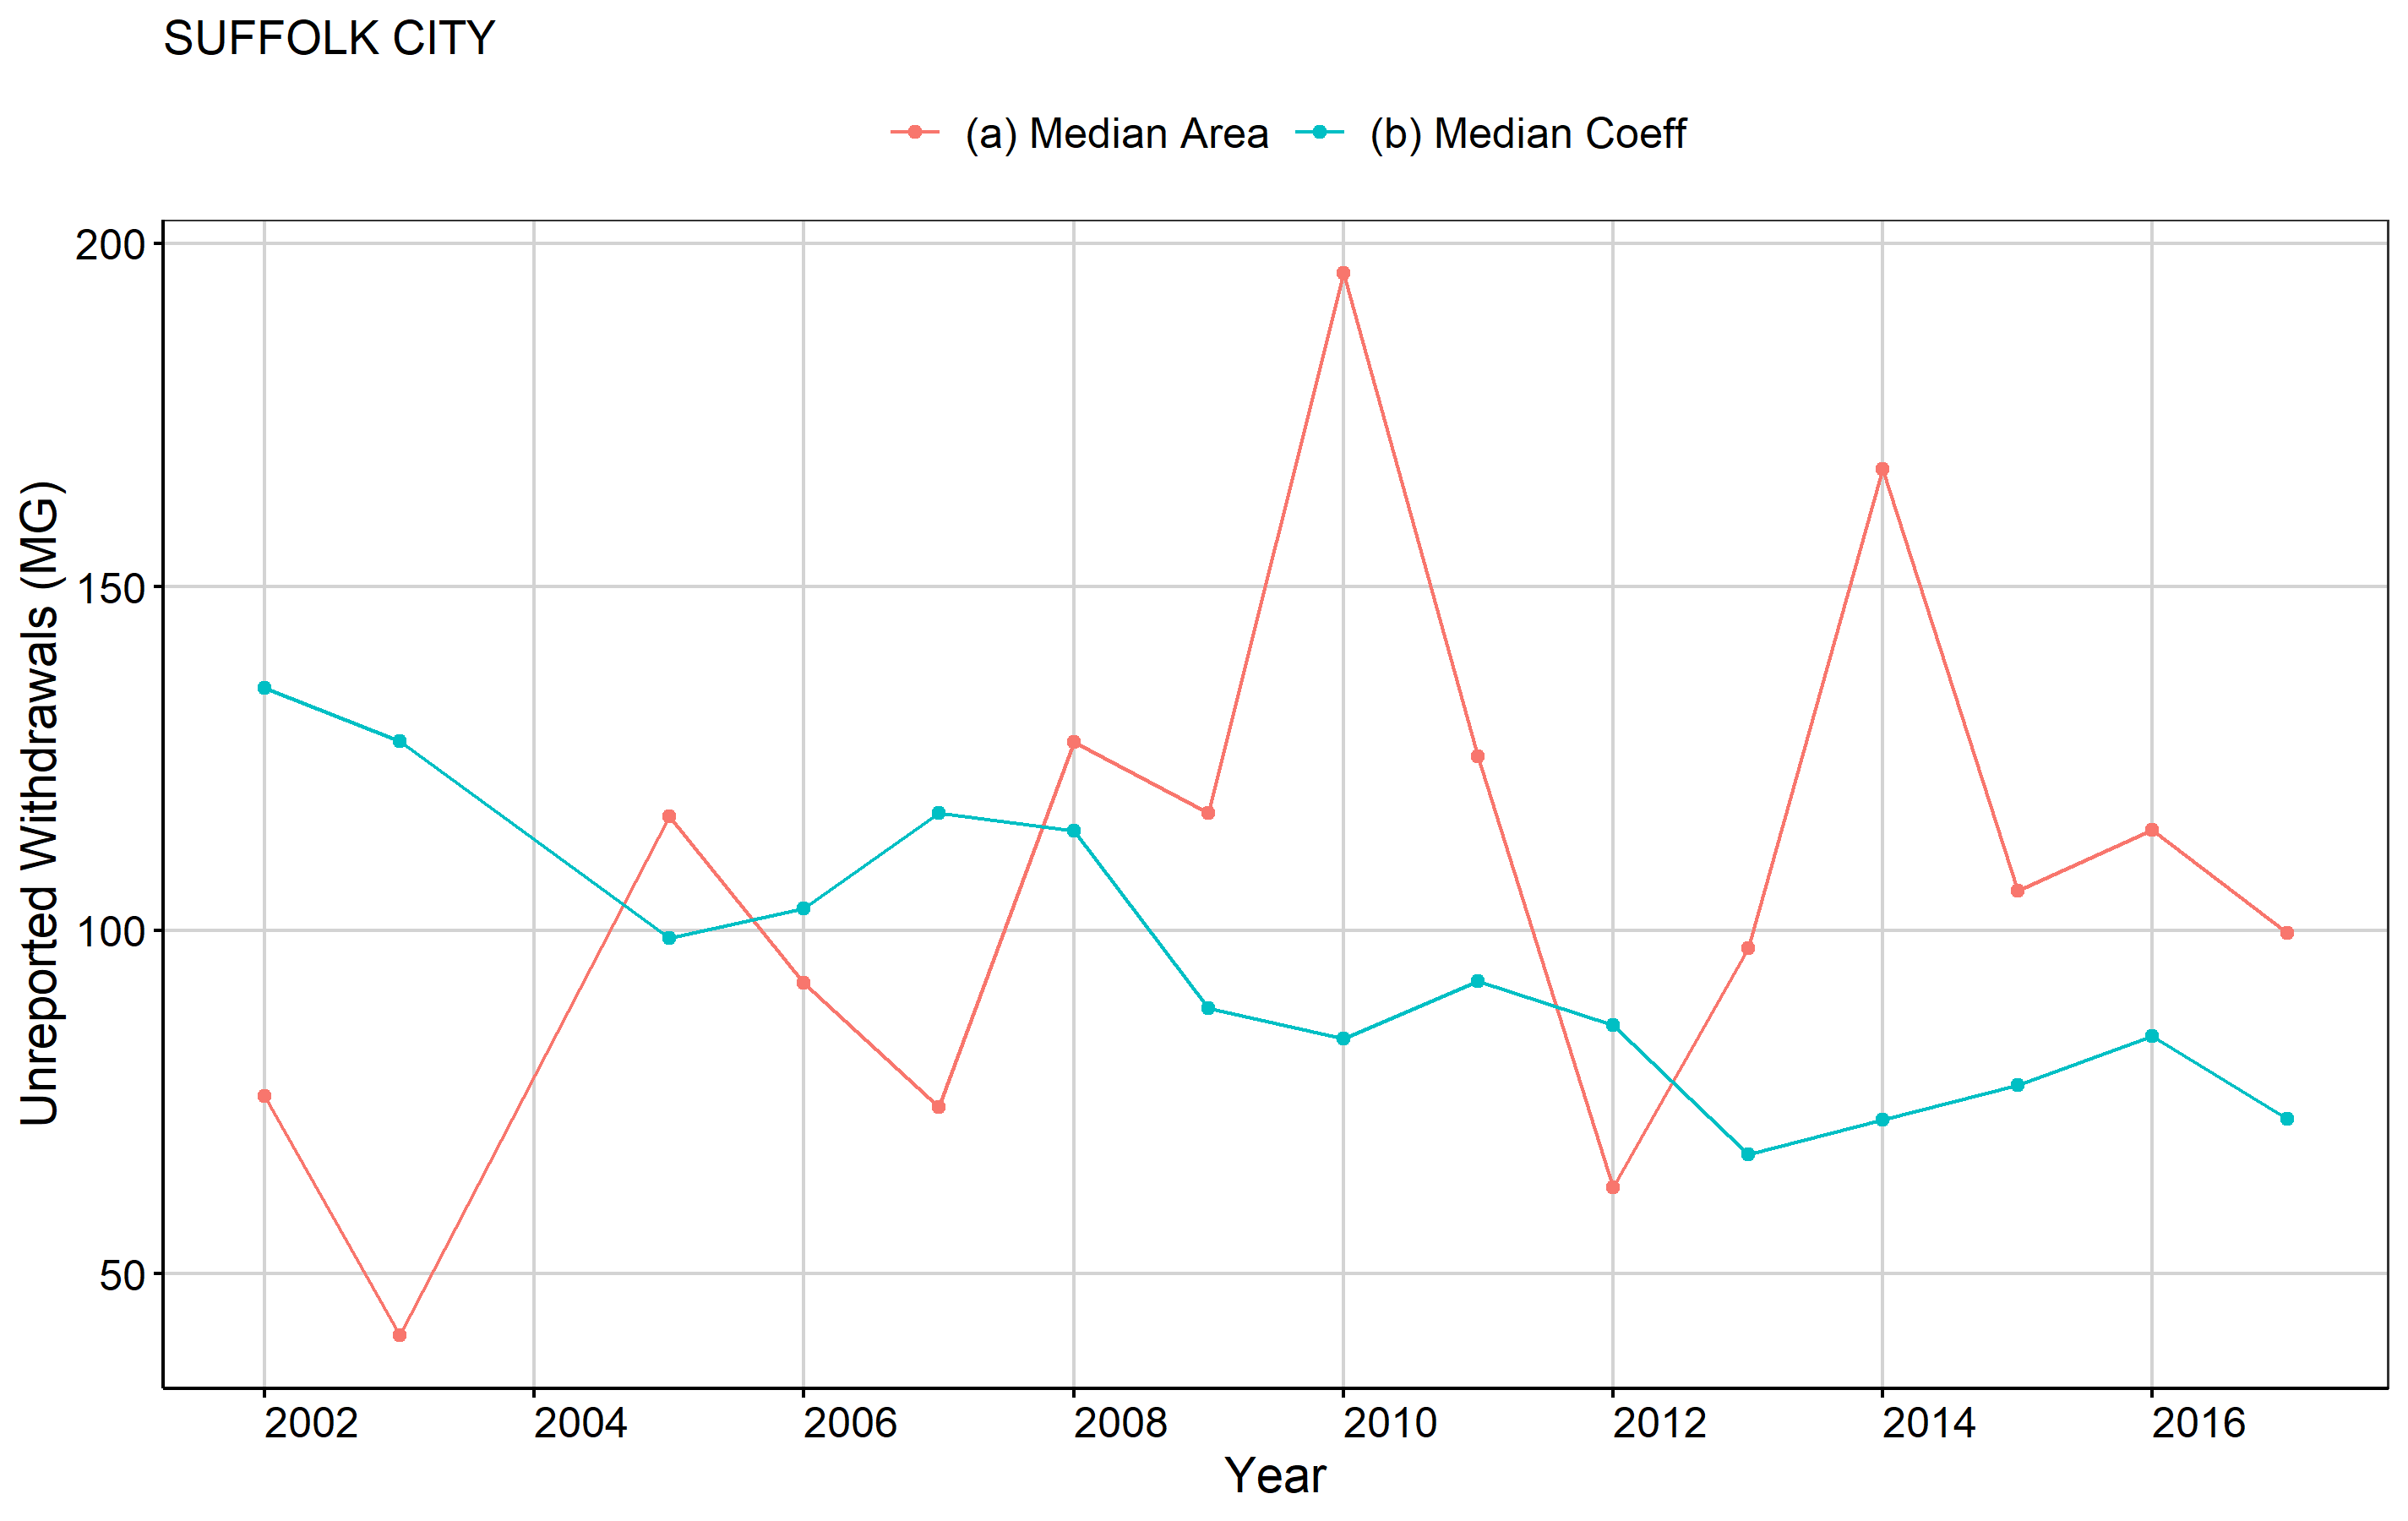 SUFFOLK CITY
(a) Median Area (b) Median Coeff
Unreported Withdrawals (MG)
200
150
100
50
2002 2004 2006 2008 2010 2012 2014 2016
Year